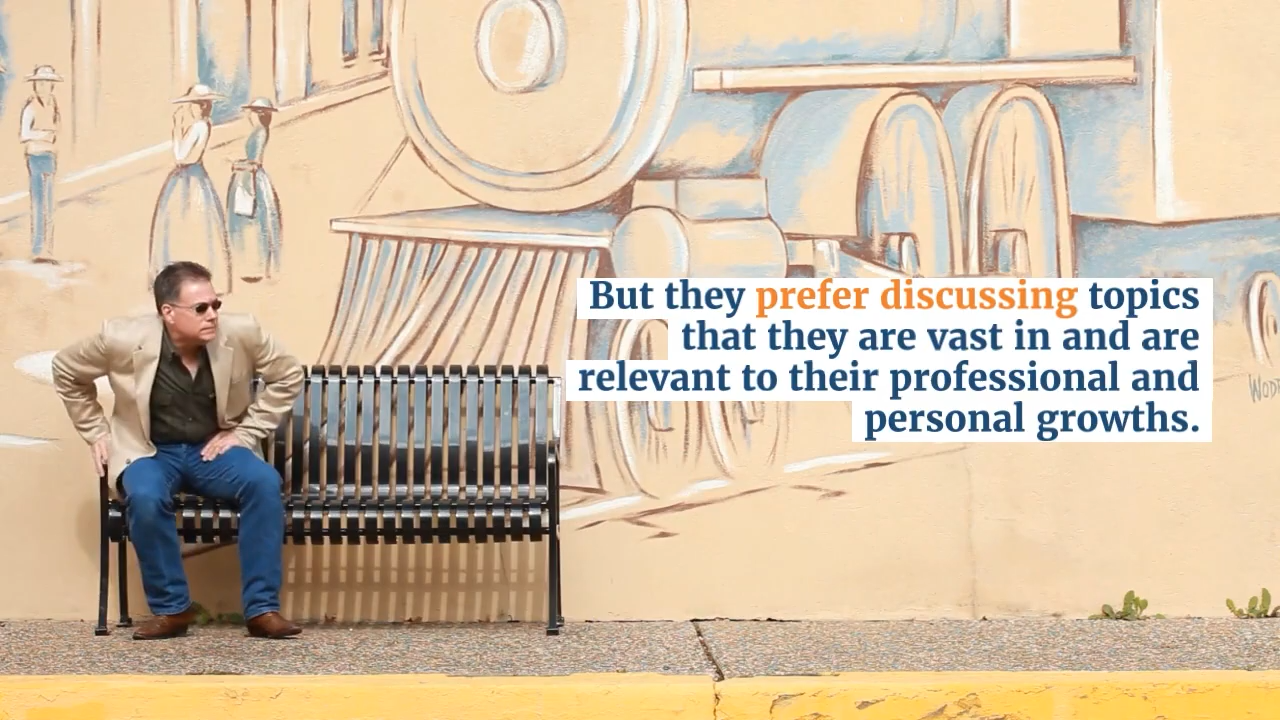 But they prefer discussing topics
that they are vast in and are
relevant to their professional and
personal growths.